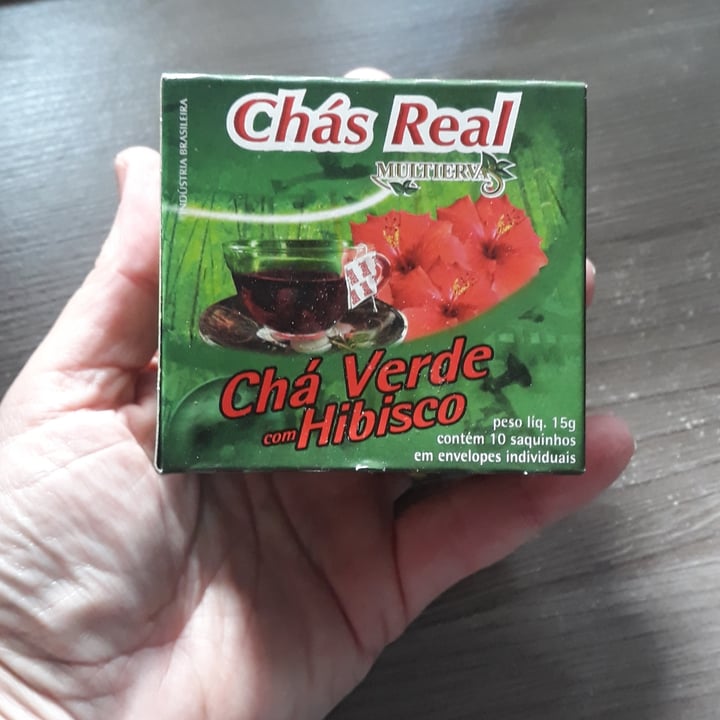 Chás Real
MULTIERVAS
INDÚSTRIA BRASILEIRA
Chá Verde
com Hibisco
peso líq. 15g
contém 10 saquinhos
em envelopes individuais